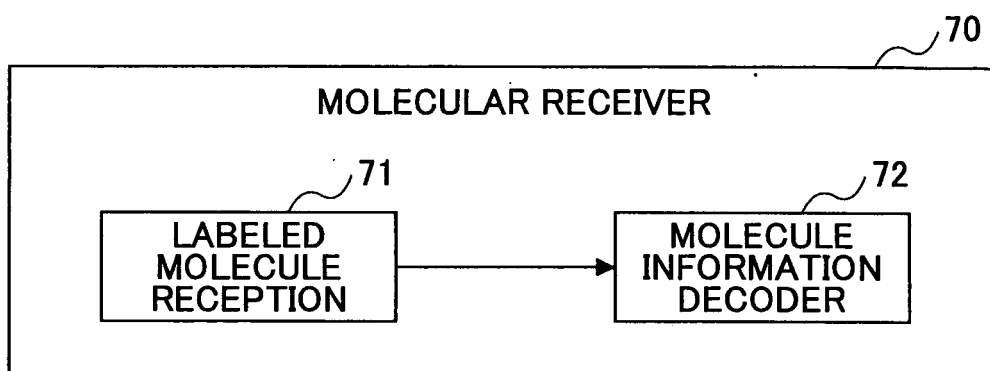 70
MOLECULAR RECEIVER
71
72
LABELED
MOLECULE
RECEPTION
MOLECULE
INFORMATION
DECODER